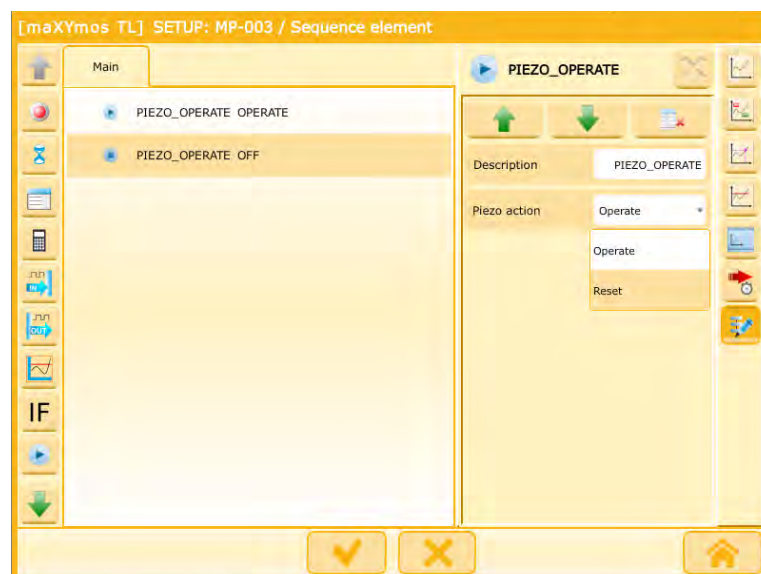 [maXYmos TL] SETUP: MP-003 / Sequence element
Main
PIEZO_OPERATE OPERATE
PIEZO_OPERATE OFF
IN
OUT
IF
PIEZO_OPERATE
Description PIEZO_OPERATE
Piezo action Operate
Operate
Reset